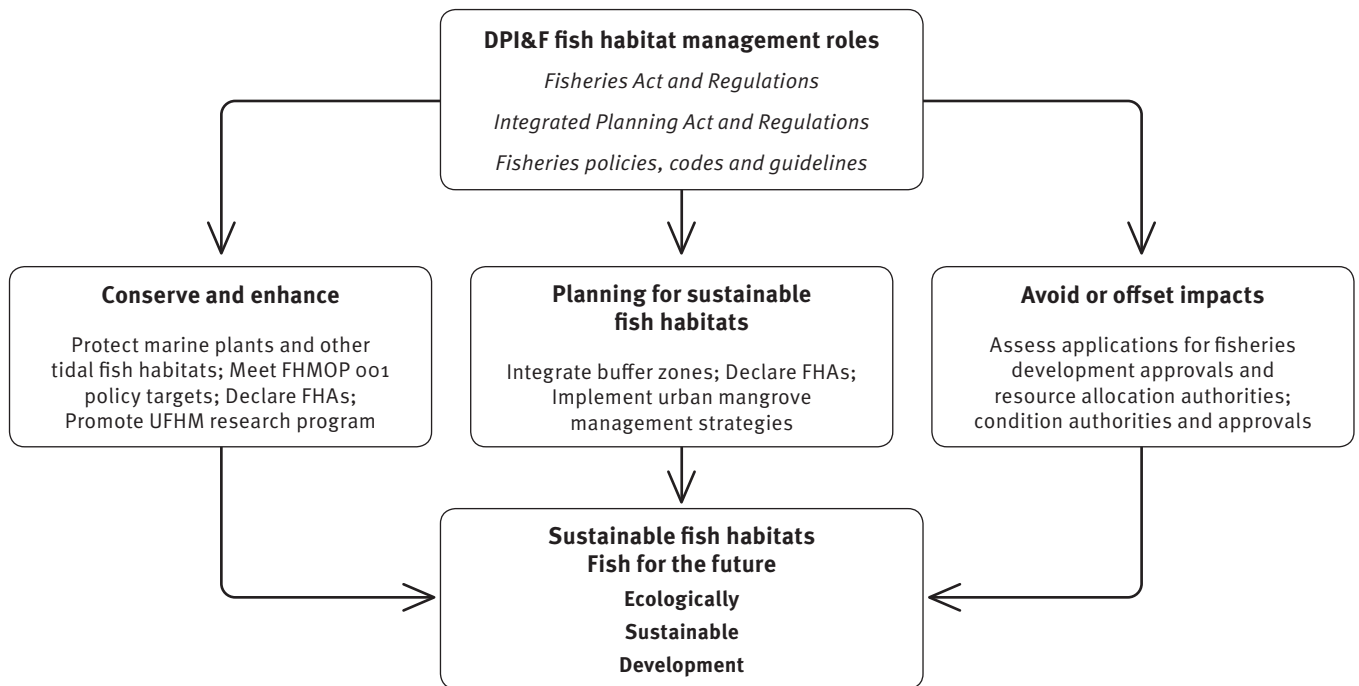 DPI&F fish habitat management roles
Fisheries Act and Regulations
Integrated Planning Act and Regulations
Fisheries policies, codes and guidelines
Conserve and enhance
Protect marine plants and other
tidal fish habitats; Meet FHMOP 001
policy targets; Declare FHAs;
Promote UFHM research program
Planning for sustainable
fish habitats
Integrate buffer zones; Declare FHAs;
Implement urban mangrove
management strategies
Avoid or offset impacts
Assess applications for fisheries
development approvals and
resource allocation authorities;
condition authorities and approvals
Sustainable fish habitats
Fish for the future
Ecologically
Sustainable
Development